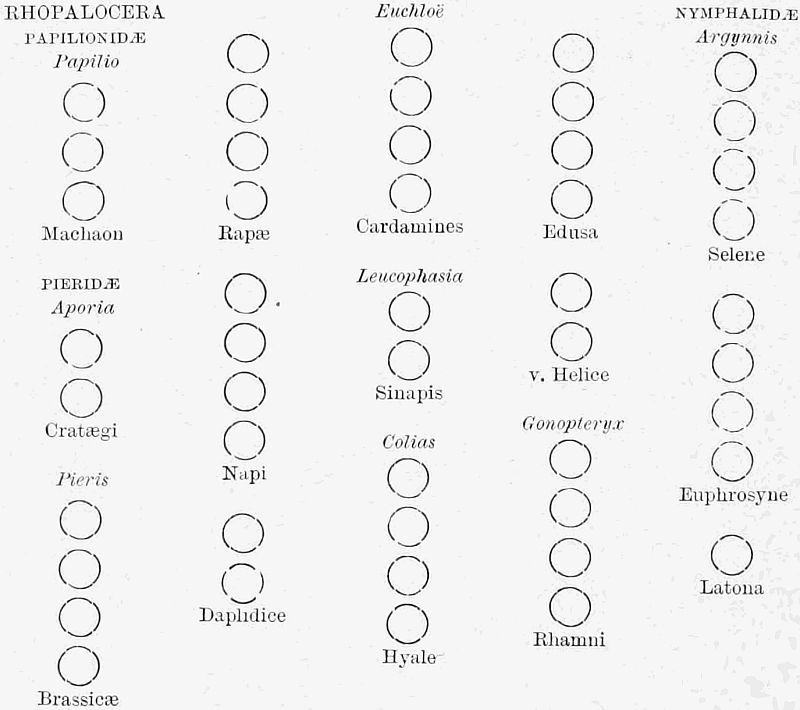 RHOPALOCERA
PAPILIONIDÆ
Papilio
Machaon
PIERIDÆ
Aporia
Cratægi
Pieris
Brassicæ
Rapæ
Napi
Daplidice
Euchloë
Cardamines
Leucophasia
Sinapis
Colias
Hyale
Edusa
v. Helice
Gonopteryx
Rhamni
NYMPHALIDÆ
Argynnis
Selene
Euphrosyne
Latona